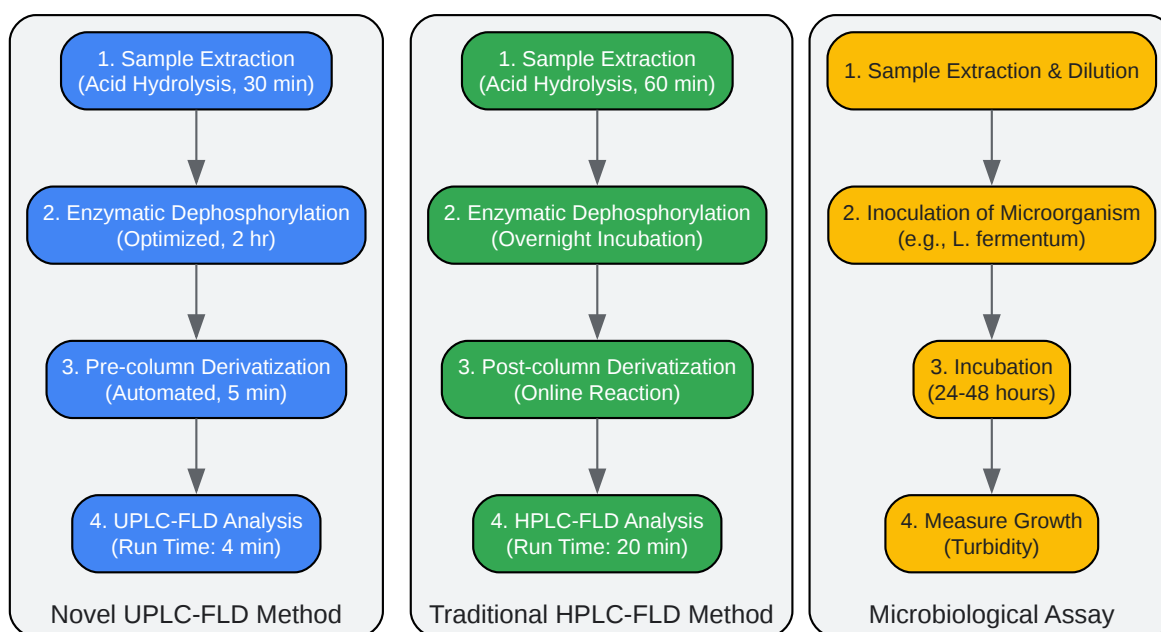 1. Sample Extraction
(Acid Hydrolysis, 30 min)
2. Enzymatic Dephosphorylation
(Optimized, 2 hr)
3. Pre-column Derivatization
(Automated, 5 min)
4. UPLC-FLD Analysis
(Run Time: 4 min)
Novel UPLC-FLD Method
1. Sample Extraction
(Acid Hydrolysis, 60 min)
2. Enzymatic Dephosphorylation
(Overnight Incubation)
3. Post-column Derivatization
(Online Reaction)
4. HPLC-FLD Analysis
(Run Time: 20 min)
Traditional HPLC-FLD Method
1. Sample Extraction & Dilution
2. Inoculation of Microorganism
(e.g., L. fermentum)
3. Incubation
(24-48 hours)
4. Measure Growth
(Turbidity)
Microbiological Assay